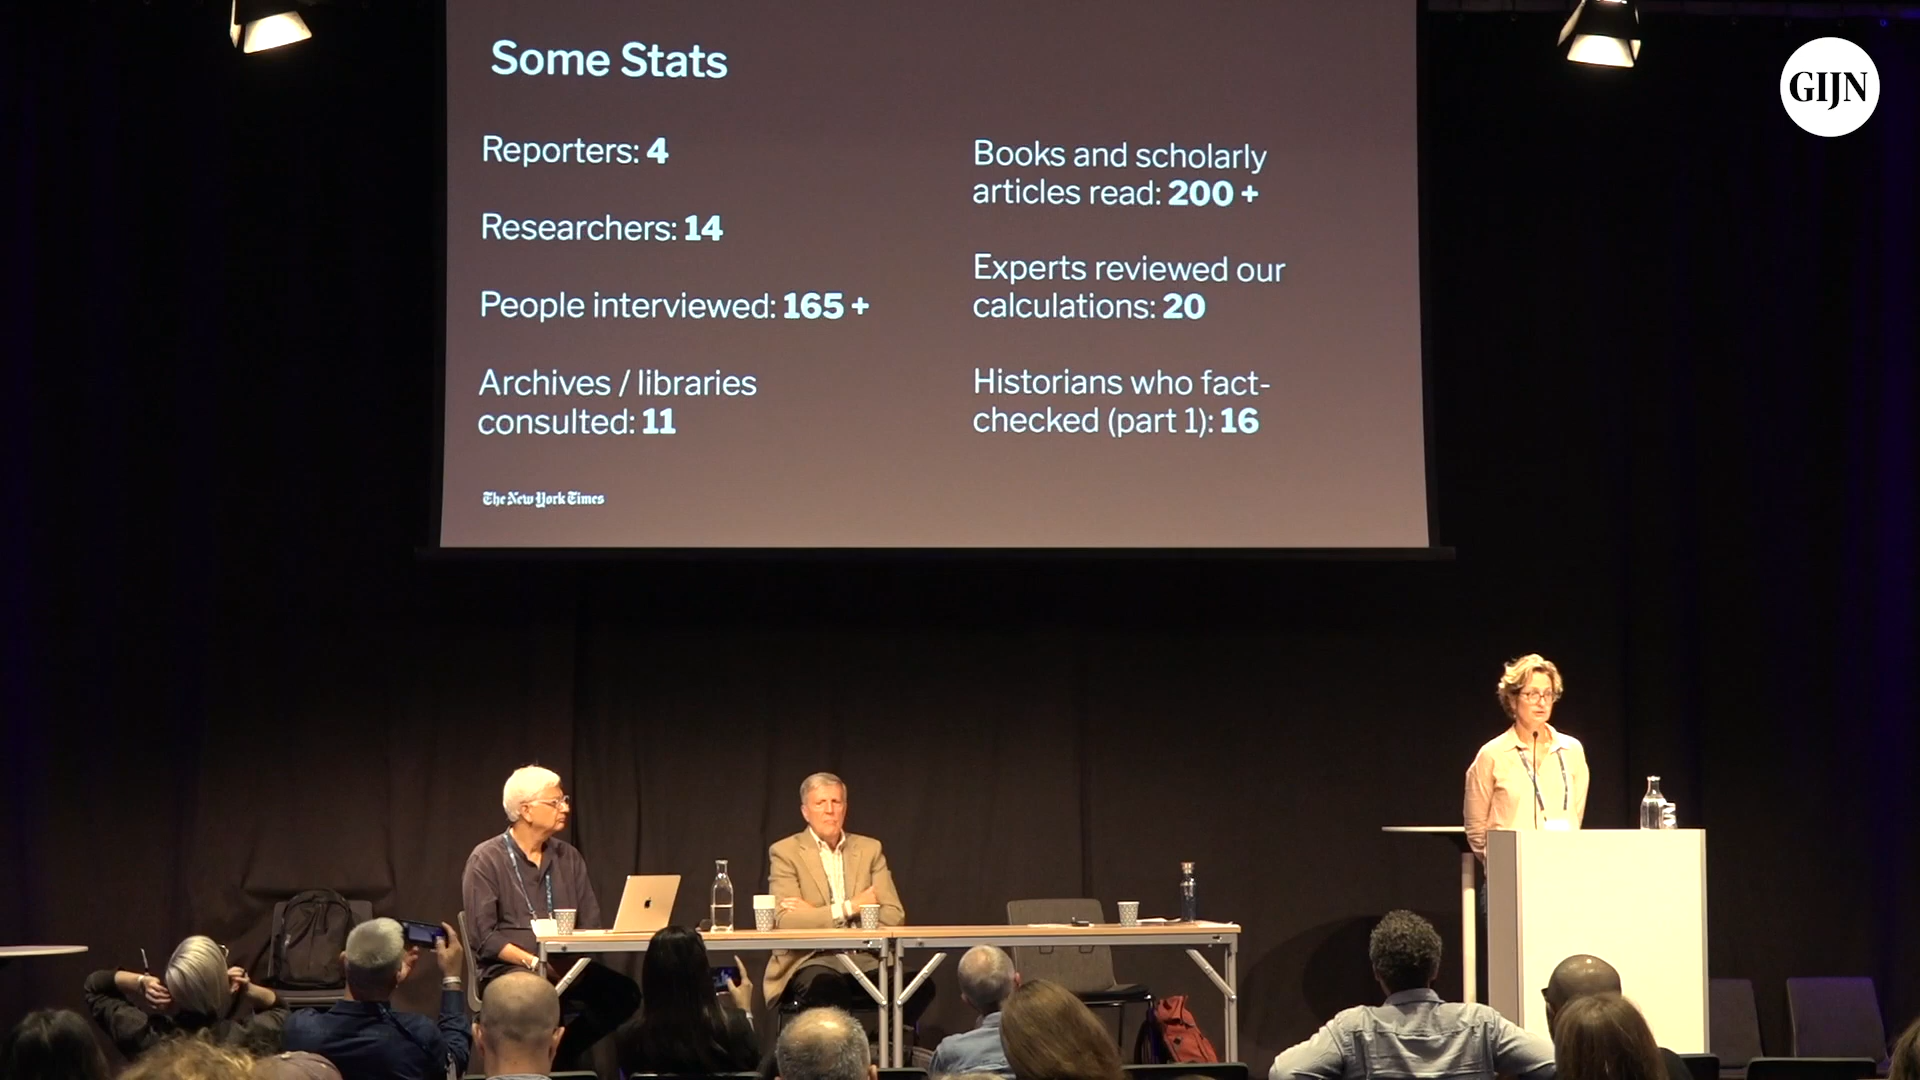 Some Stats
Reporters: 4
Researchers: 14
People interviewed: 165 +
Archives / libraries
consulted: 11
Books and scholarly
articles read: 200 +
Experts reviewed our
calculations: 20
Historians who fact-
checked (part 1): 16
The New York Times
GIJN